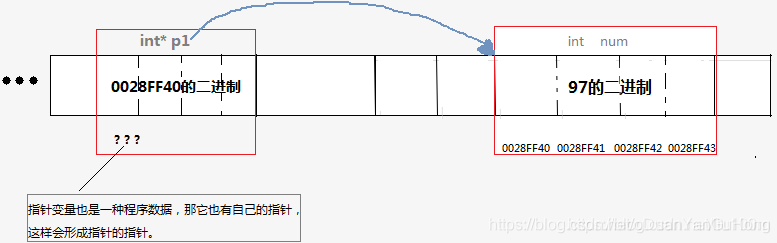 int* p1
int num
0028FF40的二进制
97的二进制
? ? ?
0028FF40 0028FF41 0028FF42 0028FF43
指针变量也是一种程序数据，那它也有自己的指针，
这样会形成指针的指针。